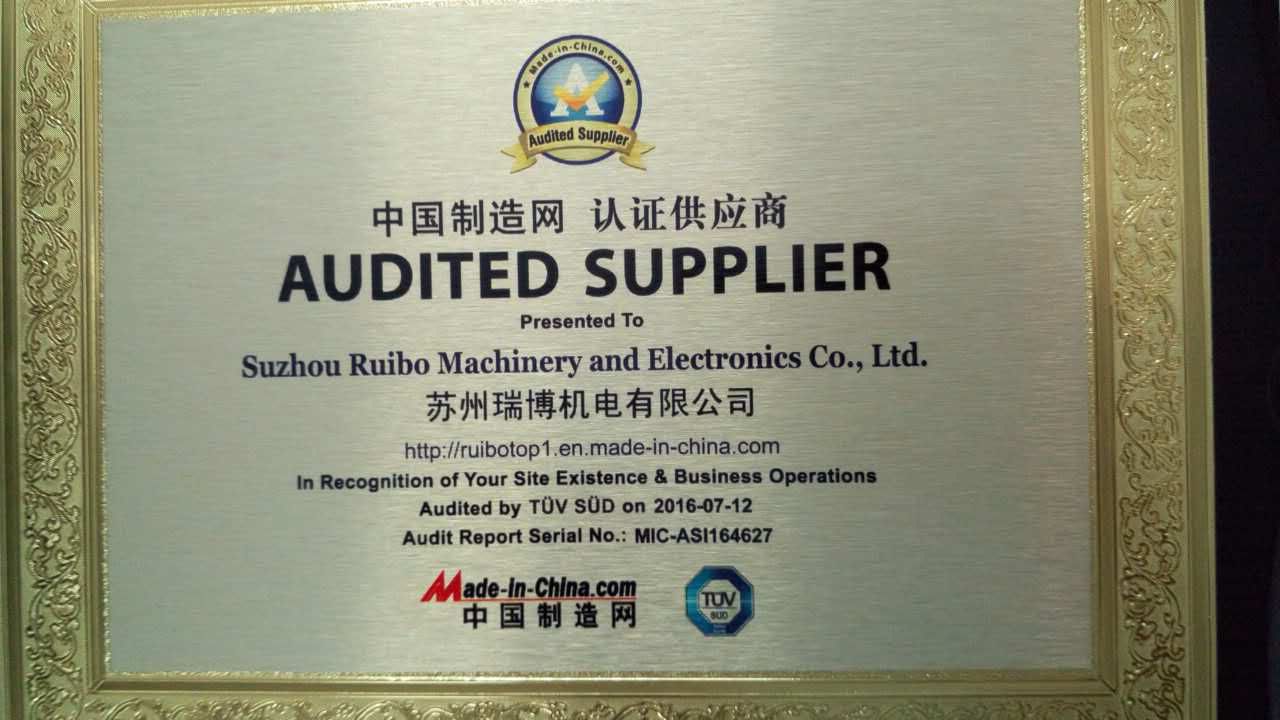 Made-in-China.com
Audited Supplier
中国制造网 认证供应商
AUDITED SUPPLIER
Presented To
Suzhou Ruibo Machinery and Electronics Co., Ltd.
苏州瑞博机电有限公司
http://ruibotop1.en.made-in-china.com
In Recognition of Your Site Existence & Business Operations
Audited by TÜV SÜD on 2016-07-12
Audit Report Serial No.: MIC-ASI164627
Made-in-China.com
中国制造网
TÜV
SÜD